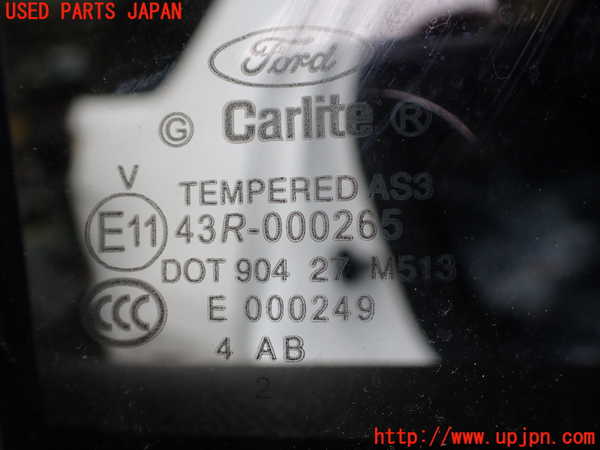 USED PARTS JAPAN
Ford
G Carlite ®
V
TEMPERED AS3
E11 43R-000265
DOT 904 27 M513
CCC E 000249
4 AB
2
http://www.upjpn.com